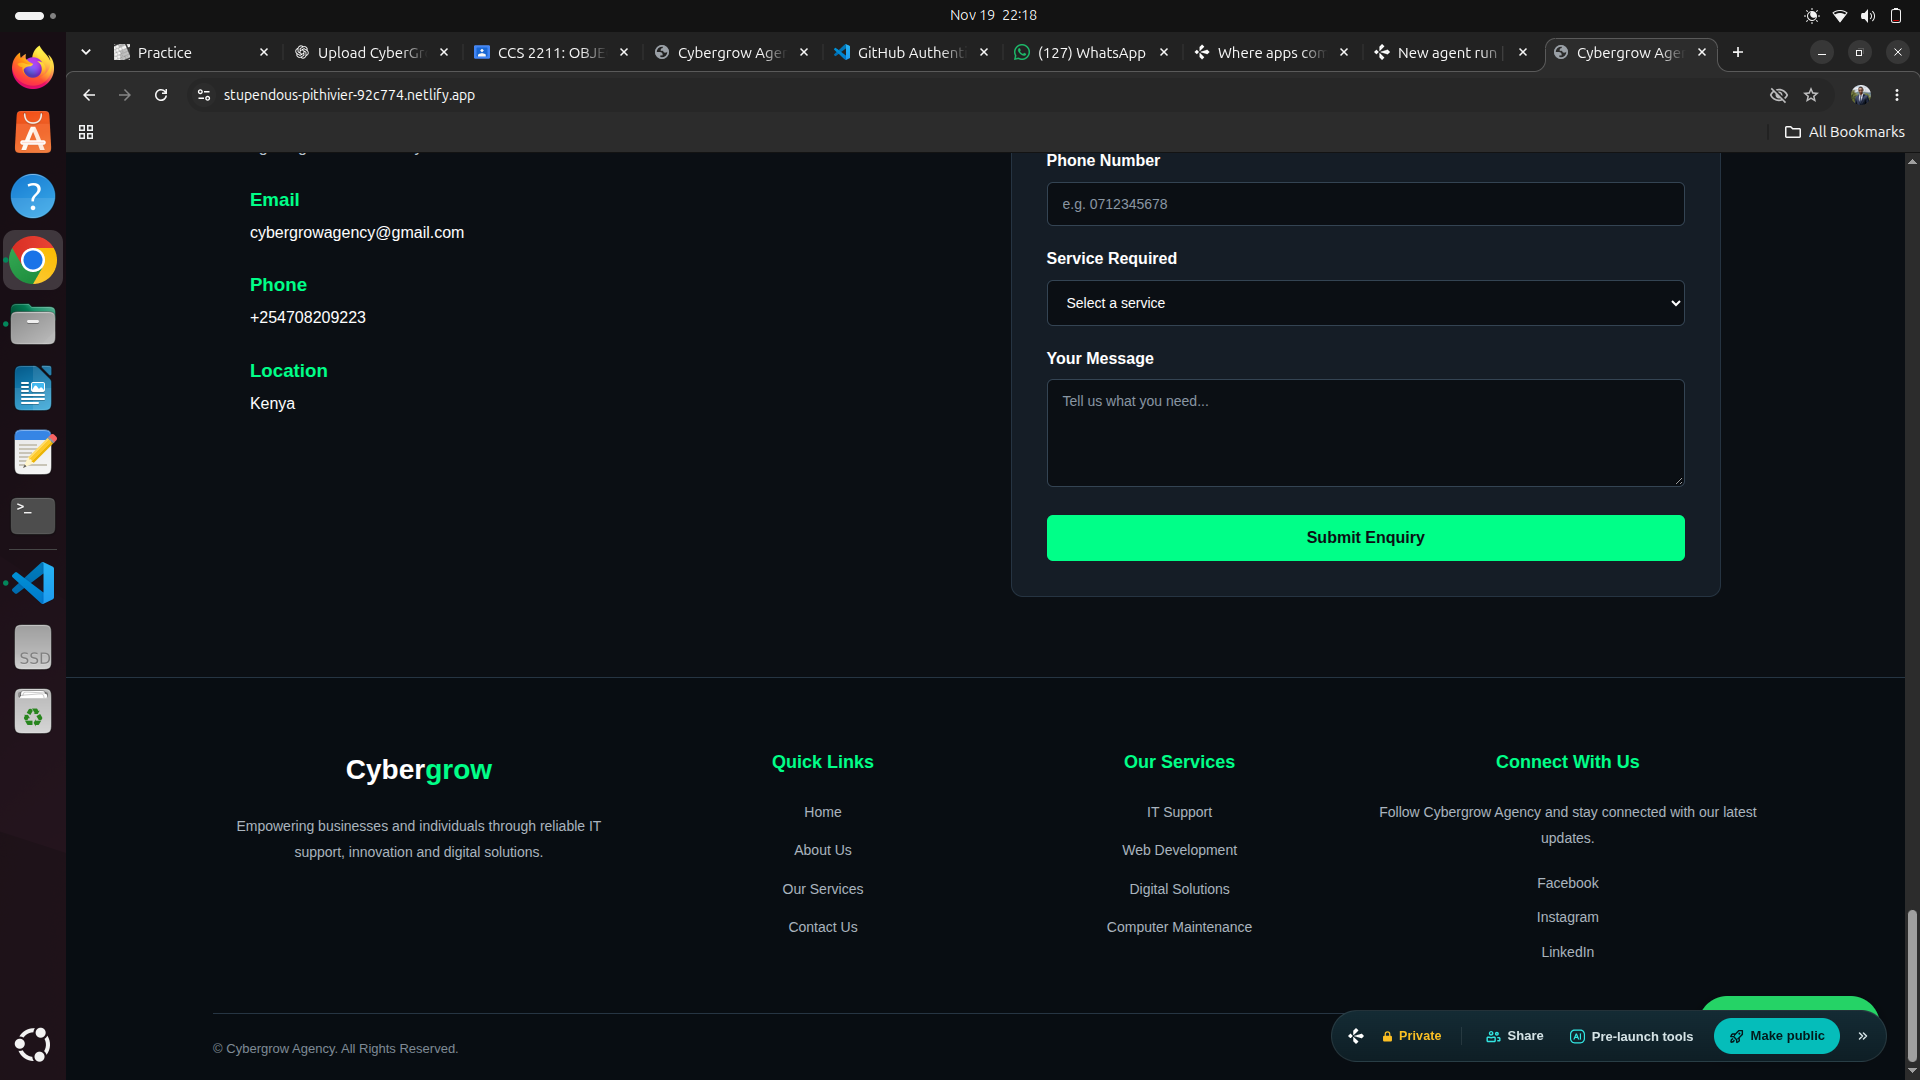 Nov 19 22:18
Practice
Upload CyberGr
CCS 2211: OBJE
Cybergrow Age
GitHub Authent
(127) WhatsApp
Where apps com
New agent run |
Cybergrow Age
stupendous-pithivier-92c774.netlify.app
All Bookmarks
Email
cybergrowagency@gmail.com
Phone
+254708209223
Location
Kenya
Phone Number
e.g. 0712345678
Service Required
Select a service
Your Message
Tell us what you need...
Submit Enquiry
Cybergrow
Empowering businesses and individuals through reliable IT
support, innovation and digital solutions.
Quick Links
Home
About Us
Our Services
Contact Us
Our Services
IT Support
Web Development
Digital Solutions
Computer Maintenance
Connect With Us
Follow Cybergrow Agency and stay connected with our latest
updates.
Facebook
Instagram
LinkedIn
© Cybergrow Agency. All Rights Reserved.
Private
Share
AI
Pre-launch tools
Make public
SSD